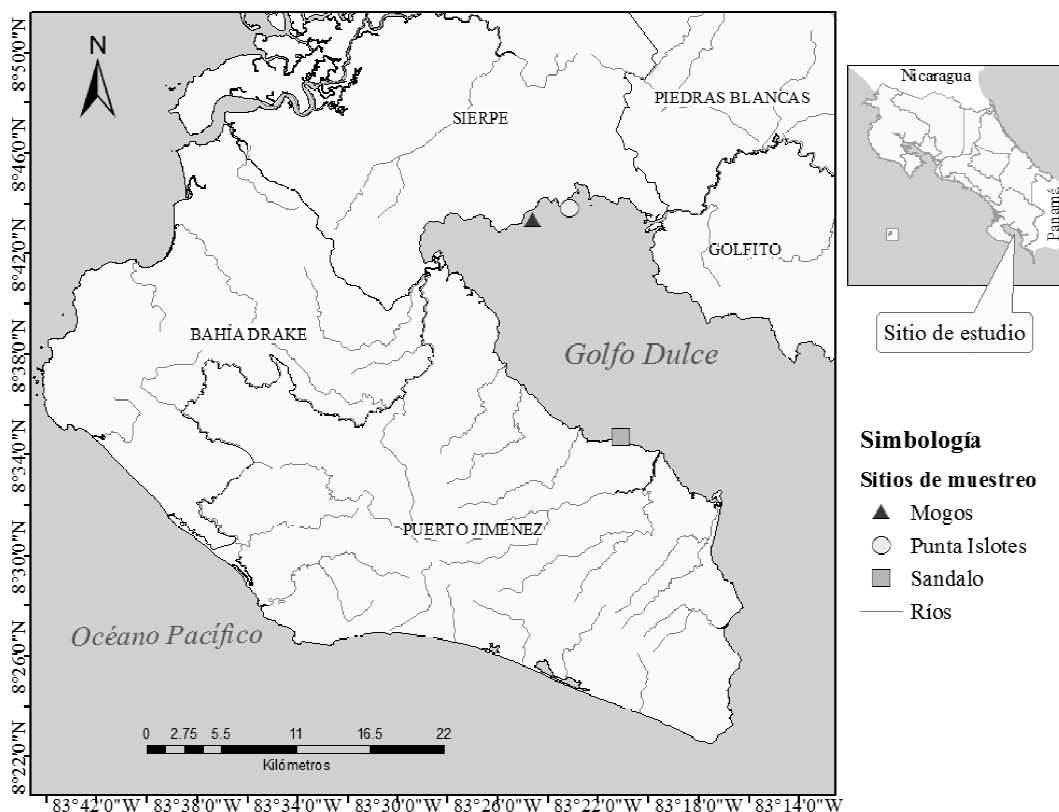 N
8°50'0"N
8°46'0"N
8°42'0"N
8°38'0"N
8°34'0"N
8°30'0"N
8°26'0"N
8°22'0"N
SIERPE
PIEDRAS BLANCAS
GOLFITO
BAHÍA DRAKE
Golfo Dulce
PUERTO JIMENEZ
Océano Pacífico
0 2.75 5.5 11 16.5 22
Kilómetros
83°42'0"W 83°38'0"W 83°34'0"W 83°30'0"W 83°26'0"W 83°22'0"W 83°18'0"W 83°14'0"W
Nicaragua
Panamá
Sitio de estudio
Simbología
Sitios de muestreo
Mogos
Punta Islotes
Sandalo
Ríos